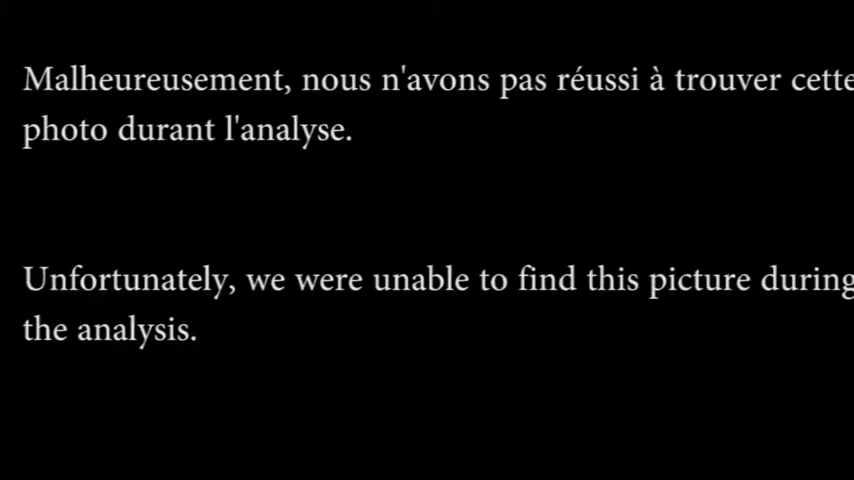 Malheureusement, nous n'avons pas réussi à trouver cette
photo durant l'analyse.
Unfortunately, we were unable to find this picture during
the analysis.